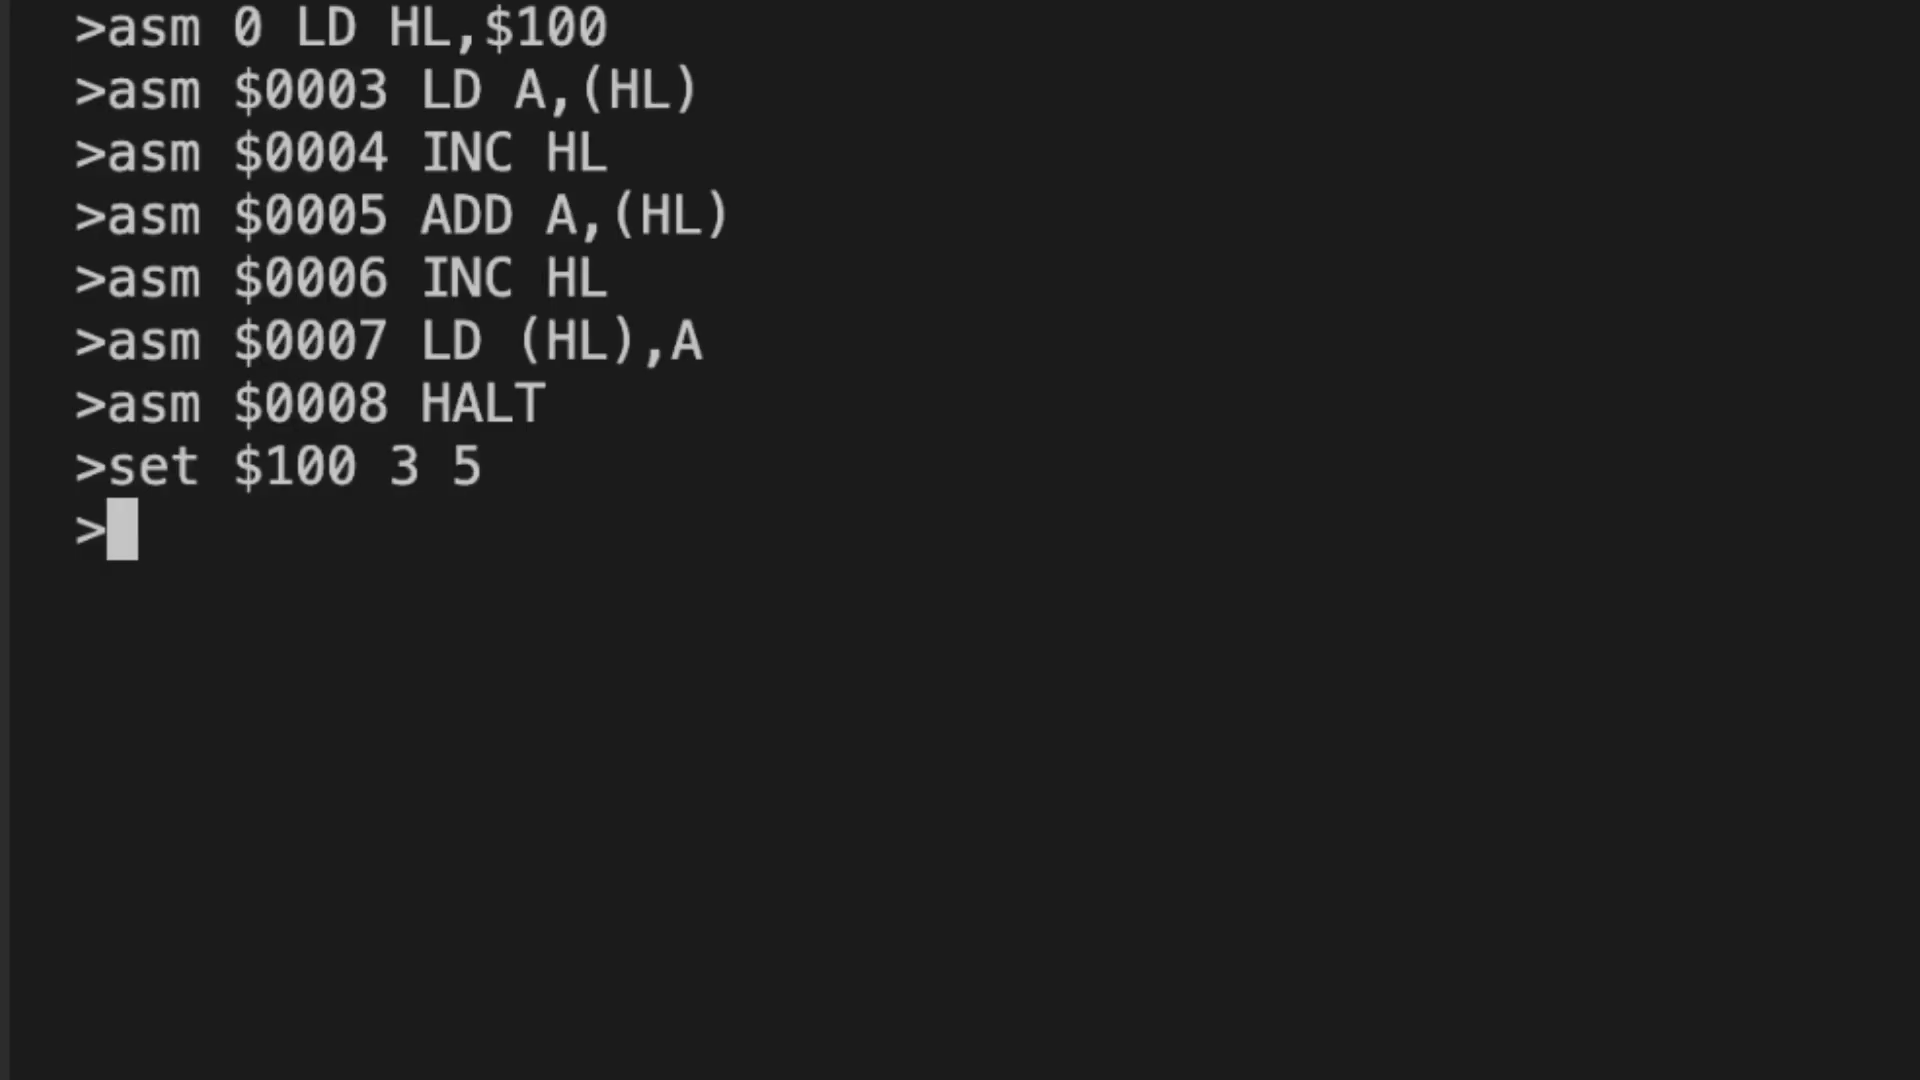 >asm 0 LD HL,$100
>asm $0003 LD A,(HL)
>asm $0004 INC HL
>asm $0005 ADD A,(HL)
>asm $0006 INC HL
>asm $0007 LD (HL),A
>asm $0008 HALT
>set $100 3 5
>